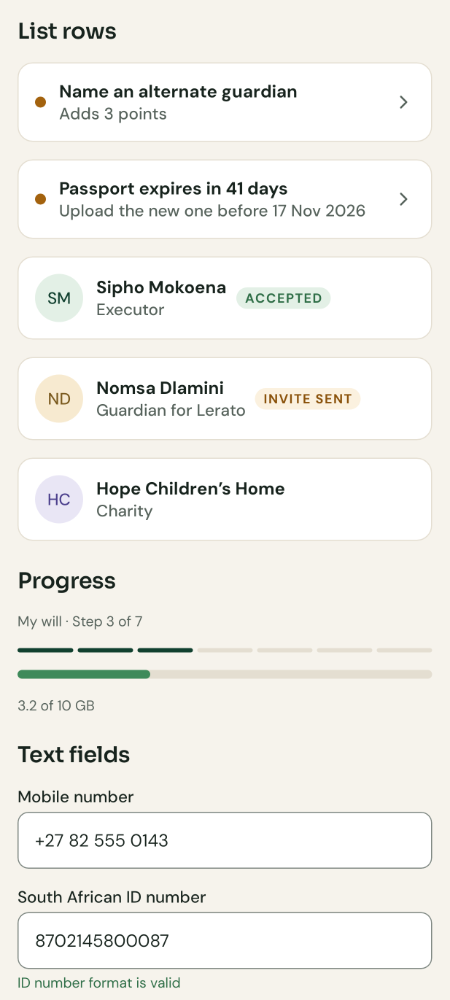 List rows
Name an alternate guardian
Adds 3 points
Passport expires in 41 days
Upload the new one before 17 Nov 2026
SM
Sipho Mokoena
Executor
ACCEPTED
ND
Nomsa Dlamini
Guardian for Lerato
INVITE SENT
HC
Hope Children’s Home
Charity
Progress
My will · Step 3 of 7
3.2 of 10 GB
Text fields
Mobile number
+27 82 555 0143
South African ID number
8702145800087
ID number format is valid